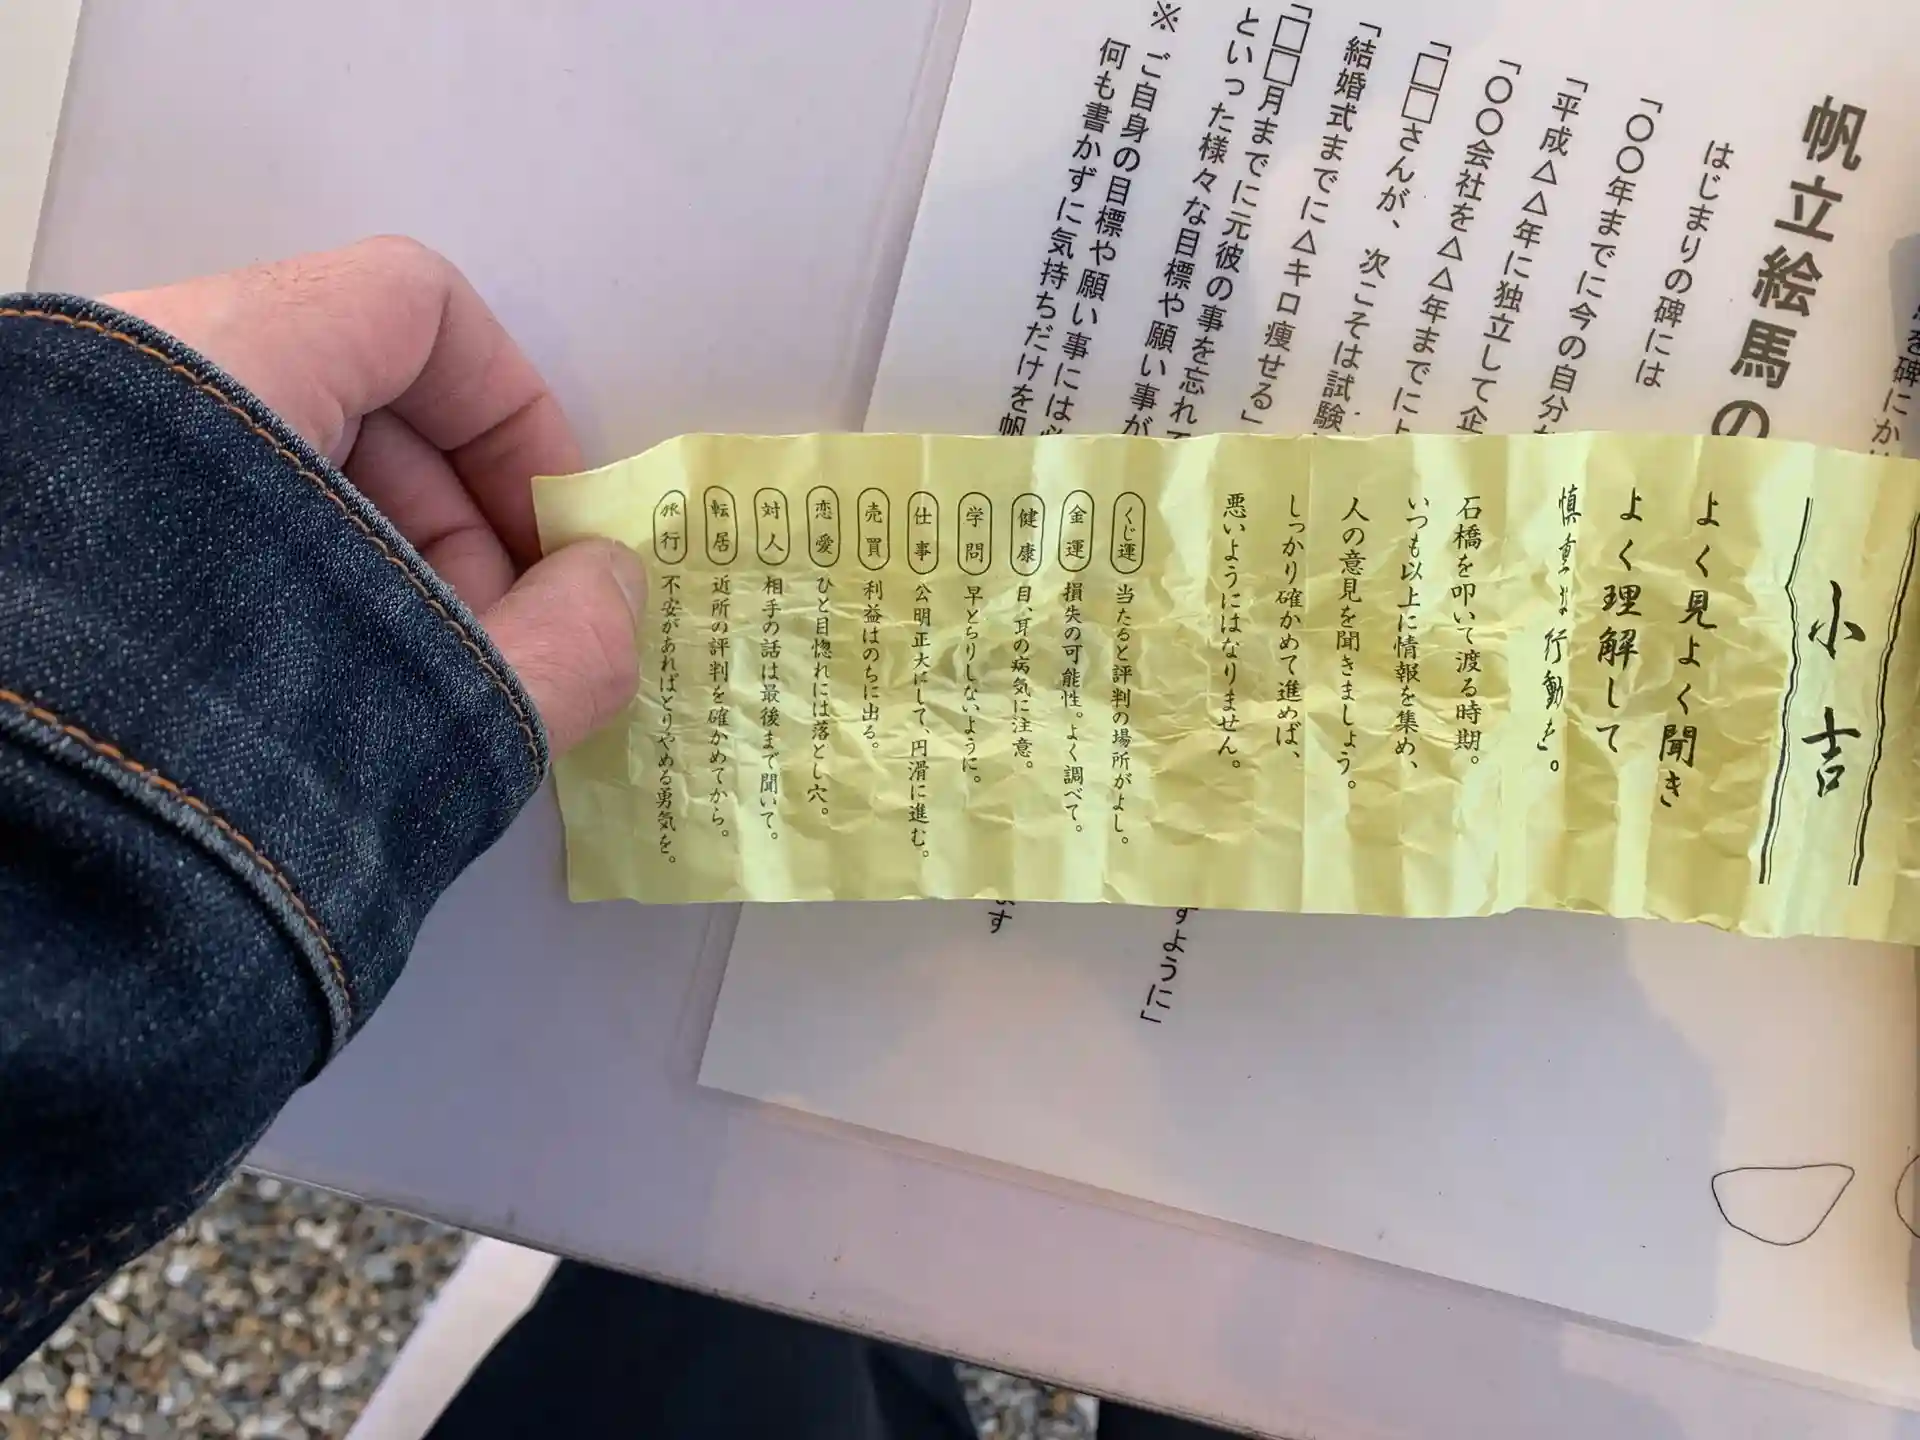 帆立絵馬の
はじまりの碑には
「〇〇年までに今の自分が
「平成△△年に独立して企
「〇〇会社を△△年までに上
「□□さんが、次こそは試験
「結婚式までに△キロ痩せる」
「□□月までに元彼の事を忘れて
すように」
といった様々な目標や願い事が
※ご自身の目標や願い事には必
何も書かずに気持ちだけを帆
ます
小吉
よく見よく聞き
よく理解して
慎重な行動を。
石橋を叩いて渡る時期。
いつも以上に情報を集め、
人の意見を聞きましょう。
しっかり確かめて進めば、
悪いようにはなりません。
くじ運 当たると評判の場所がよし。
金運 損失の可能性。よく調べて。
健康 目、耳の病気に注意。
学問 早とちりしないように。
仕事 公明正大にして、円滑に進む。
売買 利益はのちに出る。
恋愛 ひと目惚れには落とし穴。
対人 相手の話は最後まで聞いて。
転居 近所の評判を確かめてから。
旅行 不安があればとりやめる勇気を。